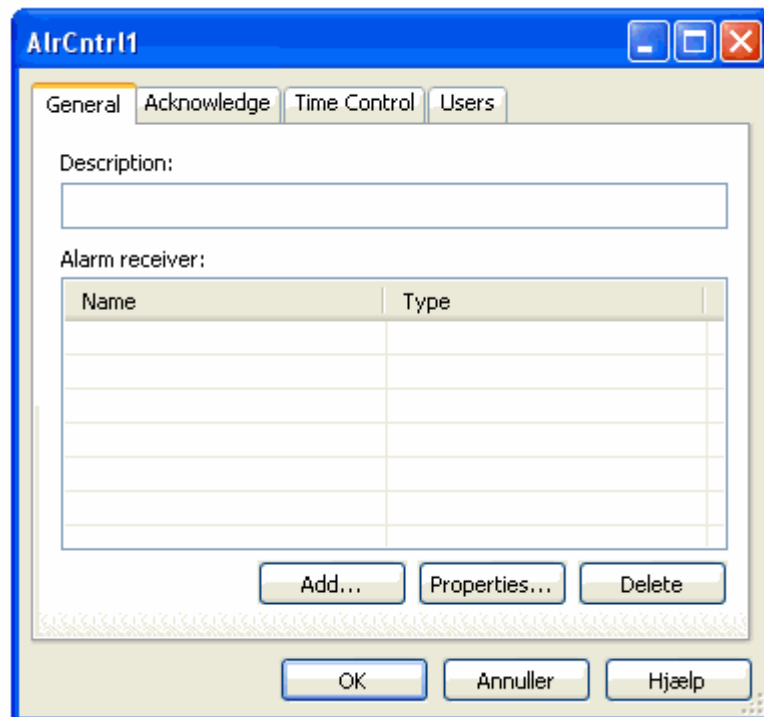 AlrCntrl1
General Acknowledge Time Control Users
Description:
Alarm receiver:
Name Type
Add... Properties... Delete
OK Annuller Hjælp